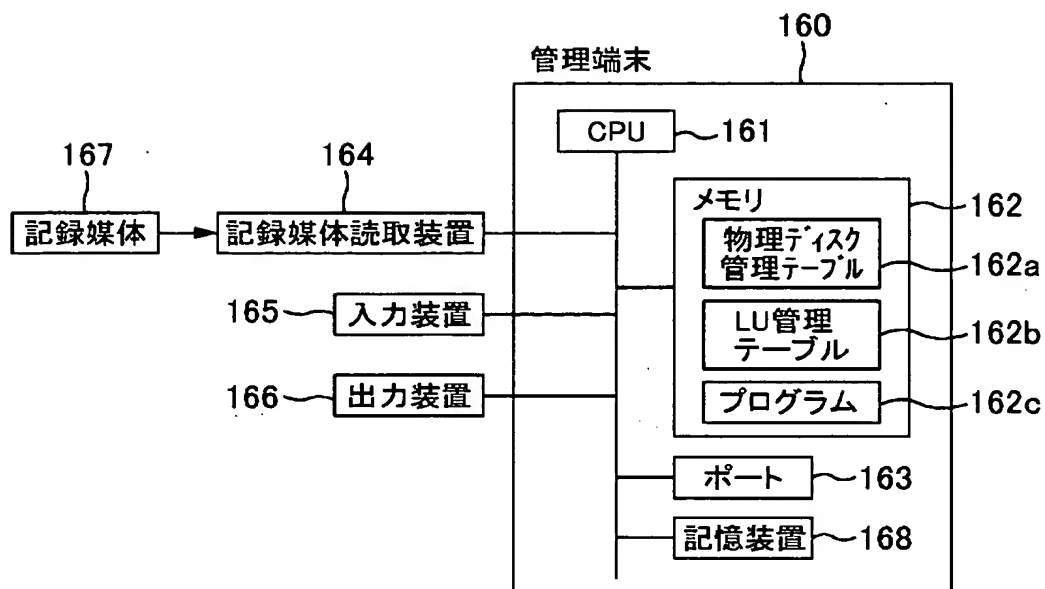 160
管理端末
CPU
161
167
164
メモリ
162
記録媒体
記録媒体読取装置
物理ディスク
管理テーブル
162a
165
入力装置
LU管理
テーブル
162b
166
出力装置
プログラム
162c
ポート
163
記憶装置
168